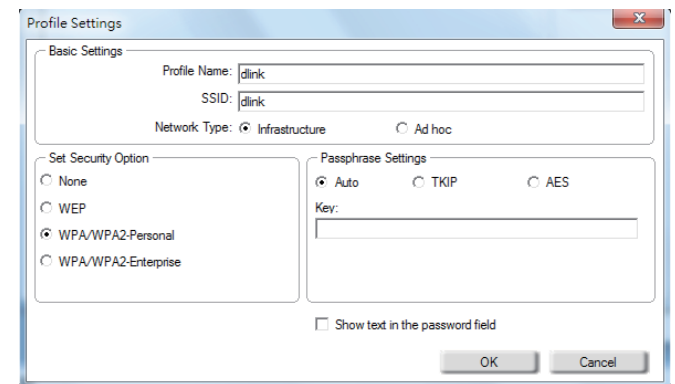 Profile Settings
Basic Settings
Profile Name: dlink
SSID: dlink
Network Type: Infrastructure Ad hoc
Set Security Option
None
WEP
WPA/WPA2-Personal
WPA/WPA2-Enterprise
Passphrase Settings
Auto TKIP AES
Key:
Show text in the password field
OK Cancel